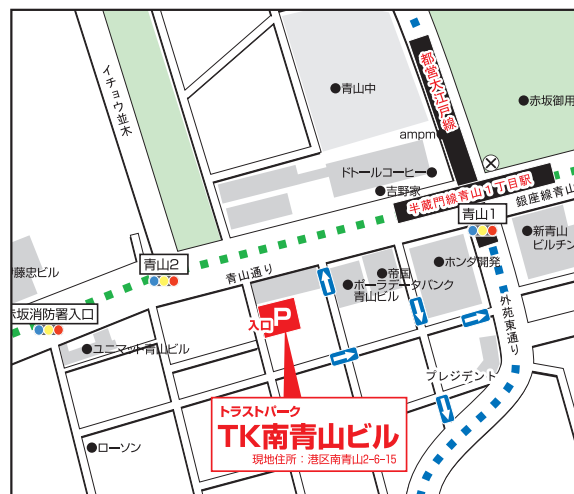 イチョウ並木
青山中
都営大江戸線
赤坂御用
ampm
ドトールコーヒー
吉野家
半蔵門線青山1丁目駅
銀座線青山
青山1
新青山
ビルヂン
伊藤忠ビル
青山2
青山通り
帝国
ホンダ開発
ポーラデータバンク
青山ビル
外苑東通り
赤坂消防署入口
入口
P
ユニマット青山ビル
プレジデント
ローソン
トラストパーク
TK南青山ビル
現地住所：港区南青山2-6-15